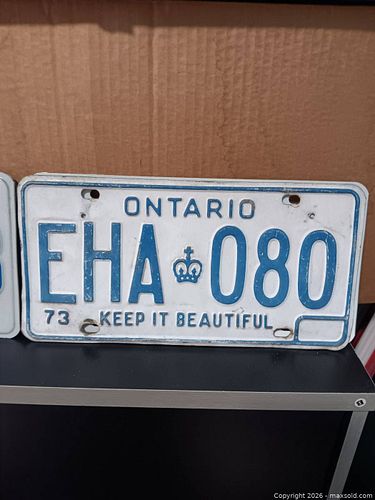 ONTARIO
EHA 080
73 KEEP IT BEAUTIFUL
Copyright 2026 - maxsold.com